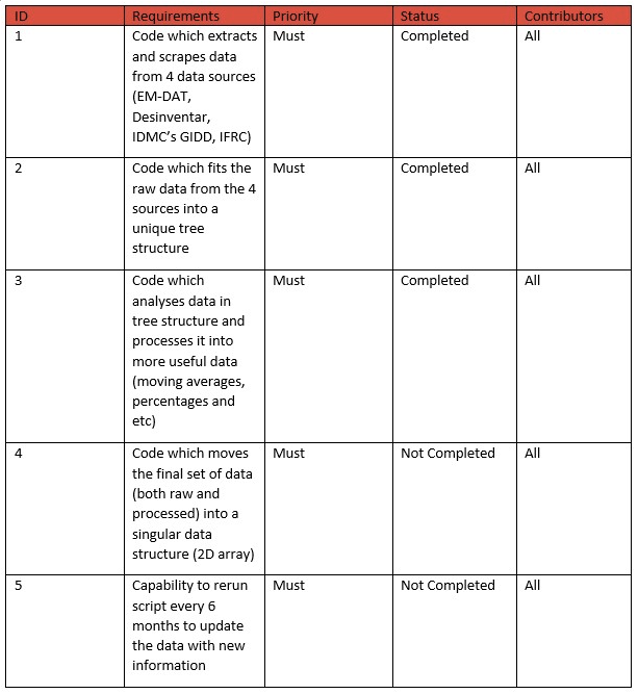 ID Requirements Priority Status Contributors
1 Code which extracts Must Completed All
and scrapes data
from 4 data sources
(EM-DAT,
Desinventar,
IDMC's GIDD, IFRC)
2 Code which fits the Must Completed All
raw data from the 4
sources into a
unique tree
structure
3 Code which Must Completed All
analyses data in
tree structure and
processes it into
more useful data
(moving averages,
percentages and
etc)
4 Code which moves Must Not Completed All
the final set of data
(both raw and
processed) into a
singular data
structure (2D array)
5 Capability to rerun Must Not Completed All
script every 6
months to update
the data with new
information